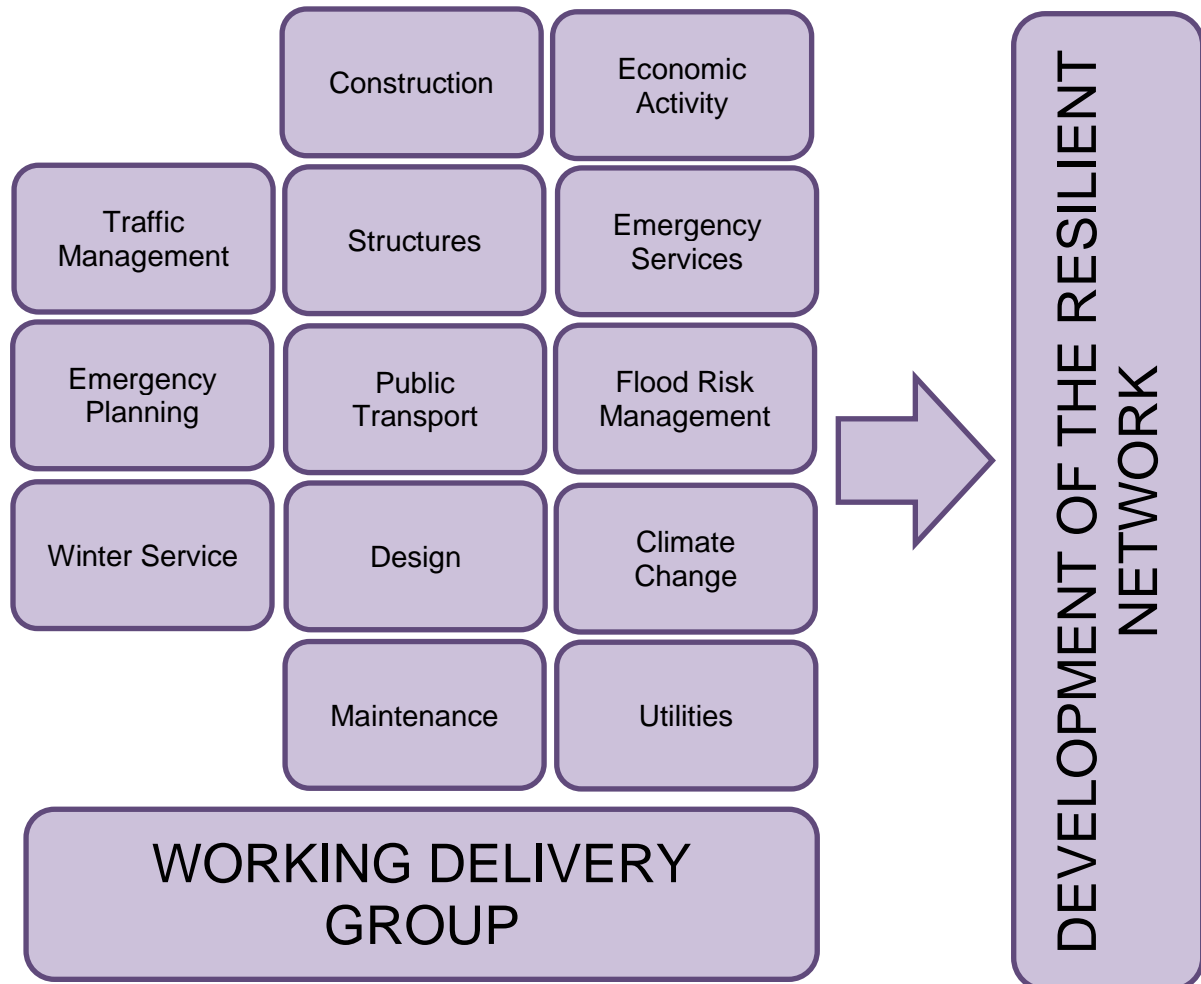 Construction
Economic
Activity
Traffic
Management
Structures
Emergency
Services
Emergency
Planning
Public
Transport
Flood Risk
Management
Winter Service
Design
Climate
Change
Maintenance
Utilities
WORKING DELIVERY
GROUP
DEVELOPMENT OF THE RESILIENT
NETWORK